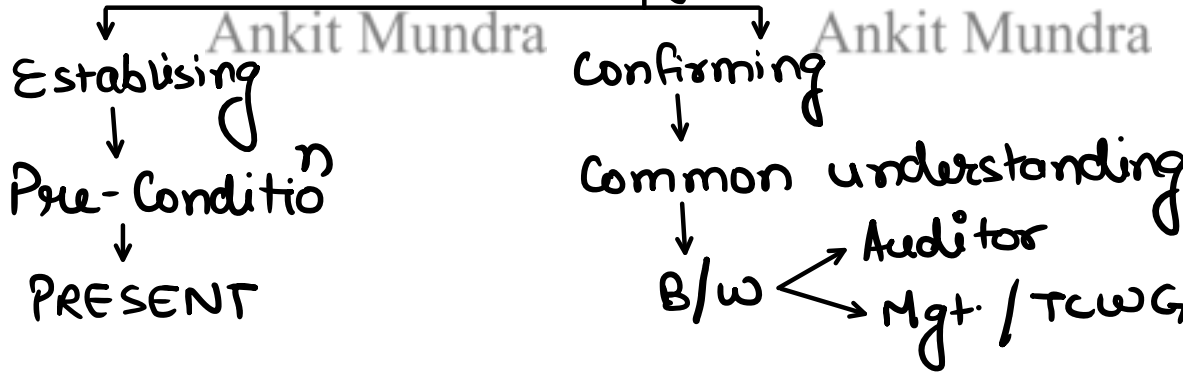 Ankit Mundra Ankit Mundra
Establising Confirming
Pre-Condition Common understanding
PRESENT B/w Auditor
Mgt. / TCWG